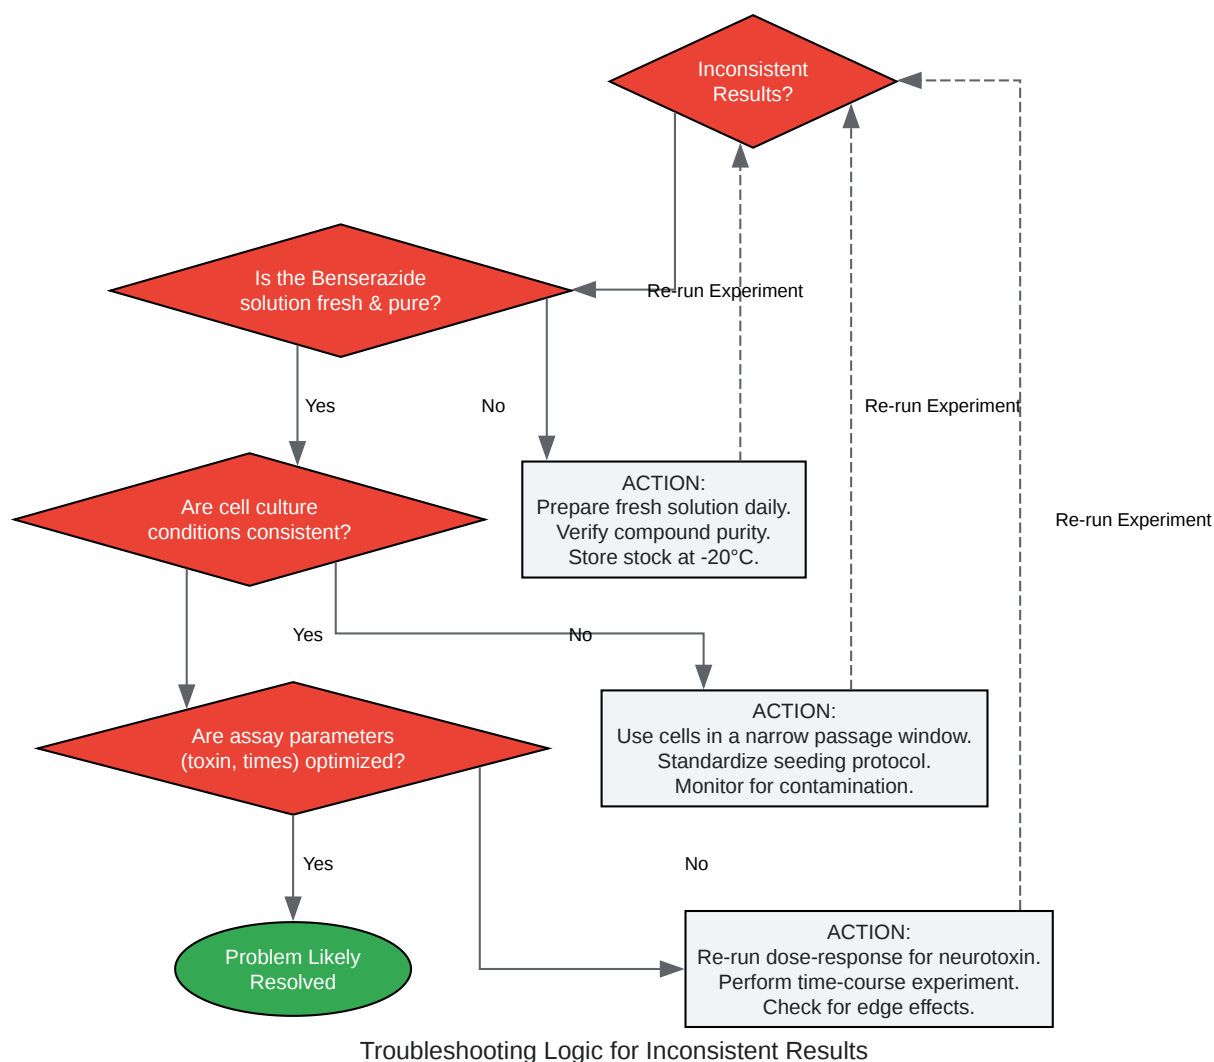 Inconsistent
Results?
Is the Benserazide
solution fresh & pure?
Re-run Experiment
Yes
No
Re-run Experiment
Are cell culture
conditions consistent?
ACTION:
Prepare fresh solution daily.
Verify compound purity.
Store stock at -20°C.
Re-run Experiment
Yes
No
Are assay parameters
(toxin, times) optimized?
ACTION:
Use cells in a narrow passage window.
Standardize seeding protocol.
Monitor for contamination.
Yes
No
Problem Likely
Resolved
ACTION:
Re-run dose-response for neurotoxin.
Perform time-course experiment.
Check for edge effects.
Troubleshooting Logic for Inconsistent Results